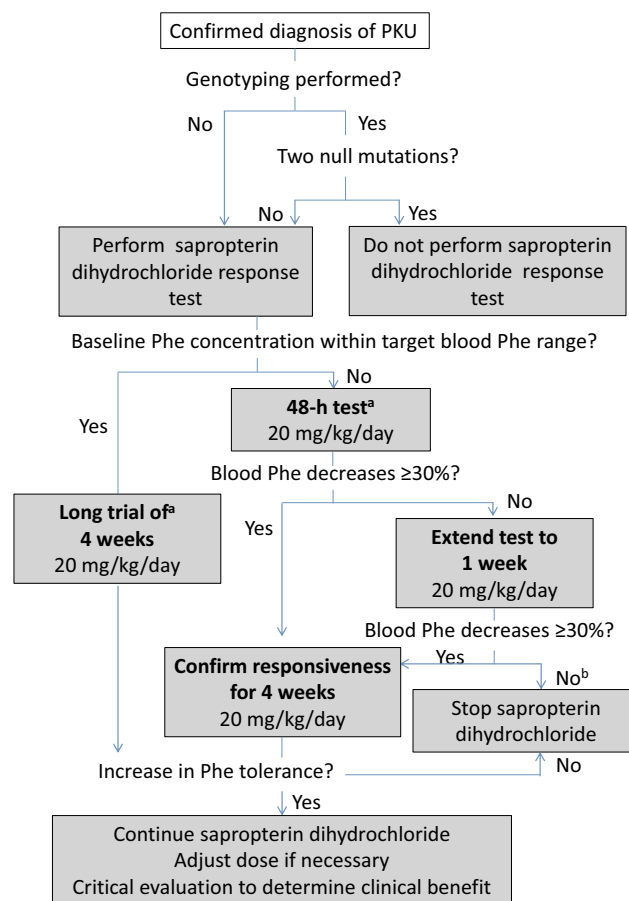 Confirmed diagnosis of PKU
Genotyping performed?
No
Yes
Two null mutations?
No
Yes
Perform sapropterin
dihydrochloride response
test
Do not perform sapropterin
dihydrochloride response
test
Baseline Phe concentration within target blood Phe range?
Yes
No
48-h testᵃ
20 mg/kg/day
Blood Phe decreases ≥30%?
Long trial ofᵃ
4 weeks
20 mg/kg/day
Yes
No
Extend test to
1 week
20 mg/kg/day
Blood Phe decreases ≥30%?
Yes
Noᵇ
Confirm responsiveness
for 4 weeks
20 mg/kg/day
Stop sapropterin
dihydrochloride
Increase in Phe tolerance?
No
Yes
Continue sapropterin dihydrochloride
Adjust dose if necessary
Critical evaluation to determine clinical benefit